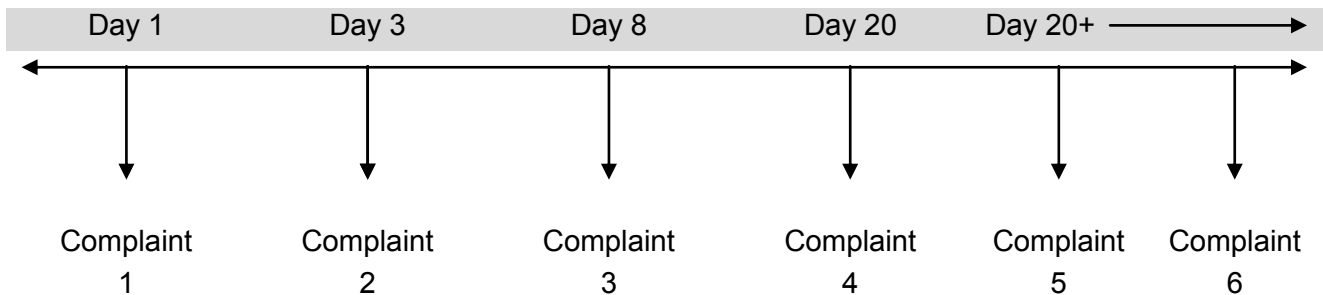 Day 1 Day 3 Day 8 Day 20 Day 20+
Complaint Complaint Complaint Complaint Complaint Complaint
1 2 3 4 5 6